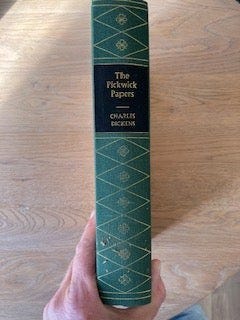 The
Pickwick
Papers
CHARLES
DICKENS